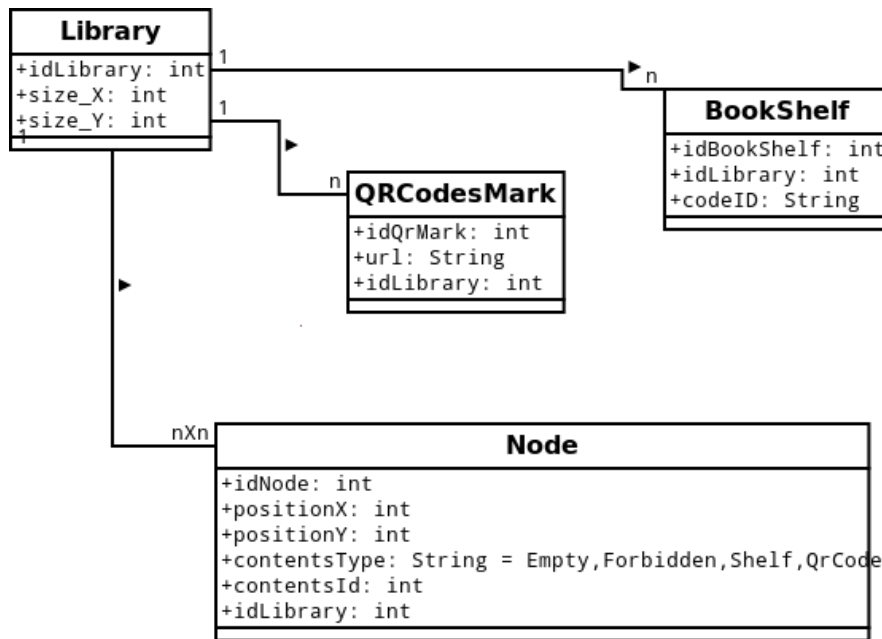 Library
+idLibrary: int
+size_X: int
+size_Y: int
1
1
n
1
n
BookShelf
+idBookShelf: int
+idLibrary: int
+codeID: String
QRCodesMark
+idQrMark: int
+url: String
+idLibrary: int
nXn
Node
+idNode: int
+positionX: int
+positionY: int
+contentsType: String = Empty,Forbidden,Shelf,QrCode
+contentsId: int
+idLibrary: int